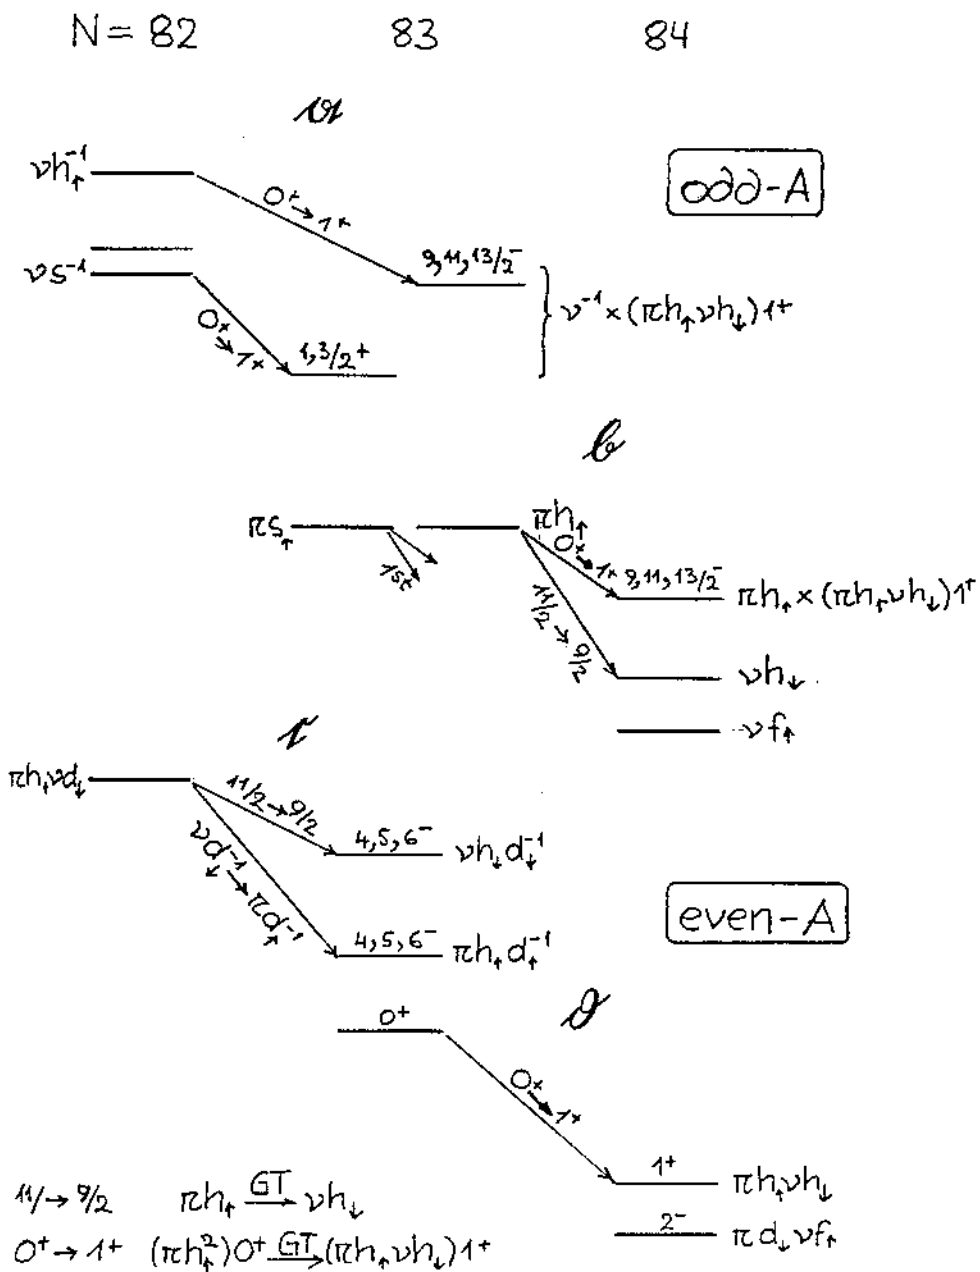 N = 82 83 84
a
odd-A
νh↑⁻¹
0⁺ → 1⁺
9, 11, 13/2⁻
νs⁻¹
ν⁻¹ × (πh↑νh↓)1⁺
0⁺ → 1⁺
1, 3/2⁺
b
πs↑
1st
πh↑
0⁺ → 1⁺
9, 11, 13/2⁻
πh↑ × (πh↑νh↓)1⁺
11/2 → 9/2
νh↓
νf↑
πh↑νd↓
11/2 → 9/2
4, 5, 6⁻
νh↓d↓⁻¹
νd↓⁻¹ → πd↑⁻¹
even-A
4, 5, 6⁻
πh↑d↑⁻¹
0⁺
0⁺ → 1⁺
1⁺
πh↑νh↓
11/ → 9/2 πh↑ GT→ νh↓
2⁻
πd↓νf↑
0⁺ → 1⁺ (πh↑²)0⁺ GT→ (πh↑νh↓)1⁺